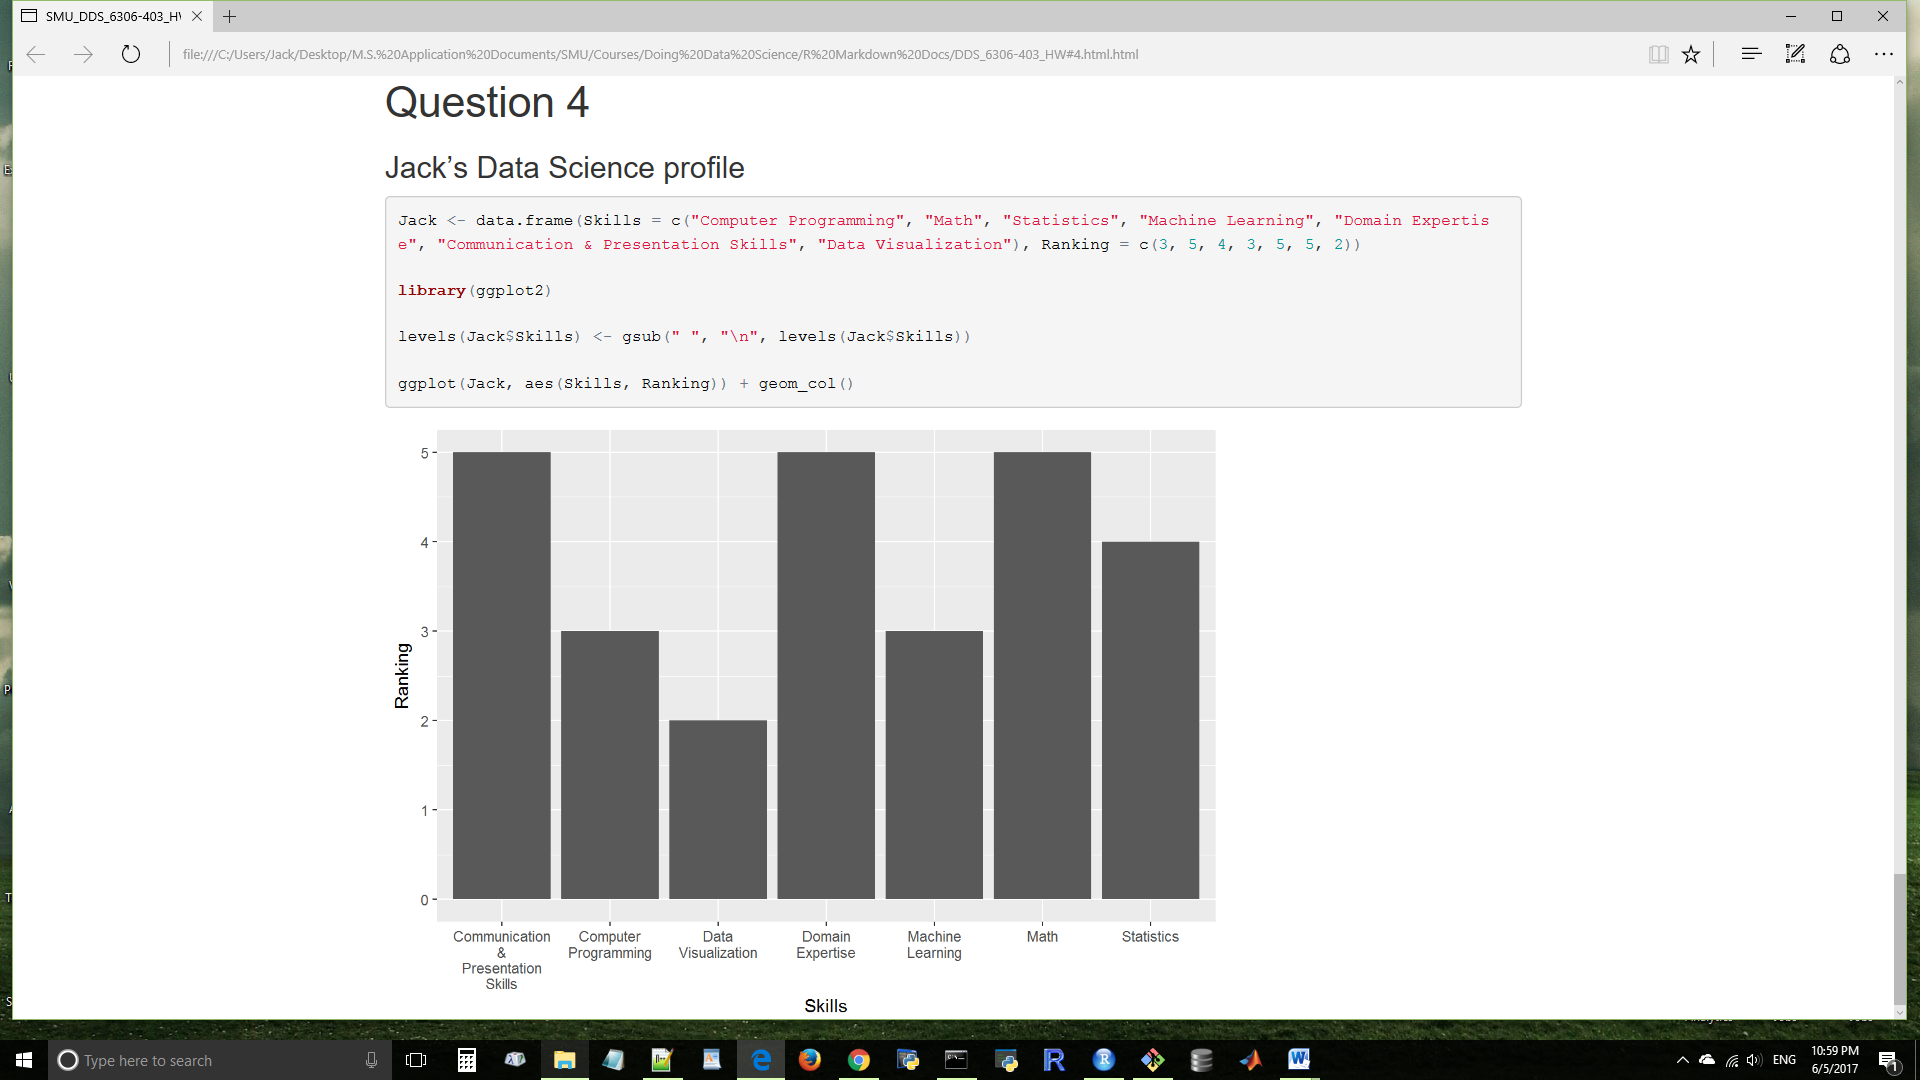 SMU_DDS_6306-403_H
file:///C:/Users/Jack/Desktop/M.S.%20Application%20Documents/SMU/Courses/Doing%20Data%20Science/R%20Markdown%20Docs/DDS_6306-403_HW#4.html.html
Question 4
Jack’s Data Science profile
Jack <- data.frame(Skills = c("Computer Programming", "Math", "Statistics", "Machine Learning", "Domain Expertis
e", "Communication & Presentation Skills", "Data Visualization"), Ranking = c(3, 5, 4, 3, 5, 5, 2))
library(ggplot2)
levels(Jack$Skills) <- gsub(" ", "\n", levels(Jack$Skills))
ggplot(Jack, aes(Skills, Ranking)) + geom_col()
5
4
3
2
1
0
Ranking
Communication
&
Presentation
Skills
Computer
Programming
Data
Visualization
Domain
Expertise
Machine
Learning
Math
Statistics
Skills
Type here to search
ENG
10:59 PM
6/5/2017
1